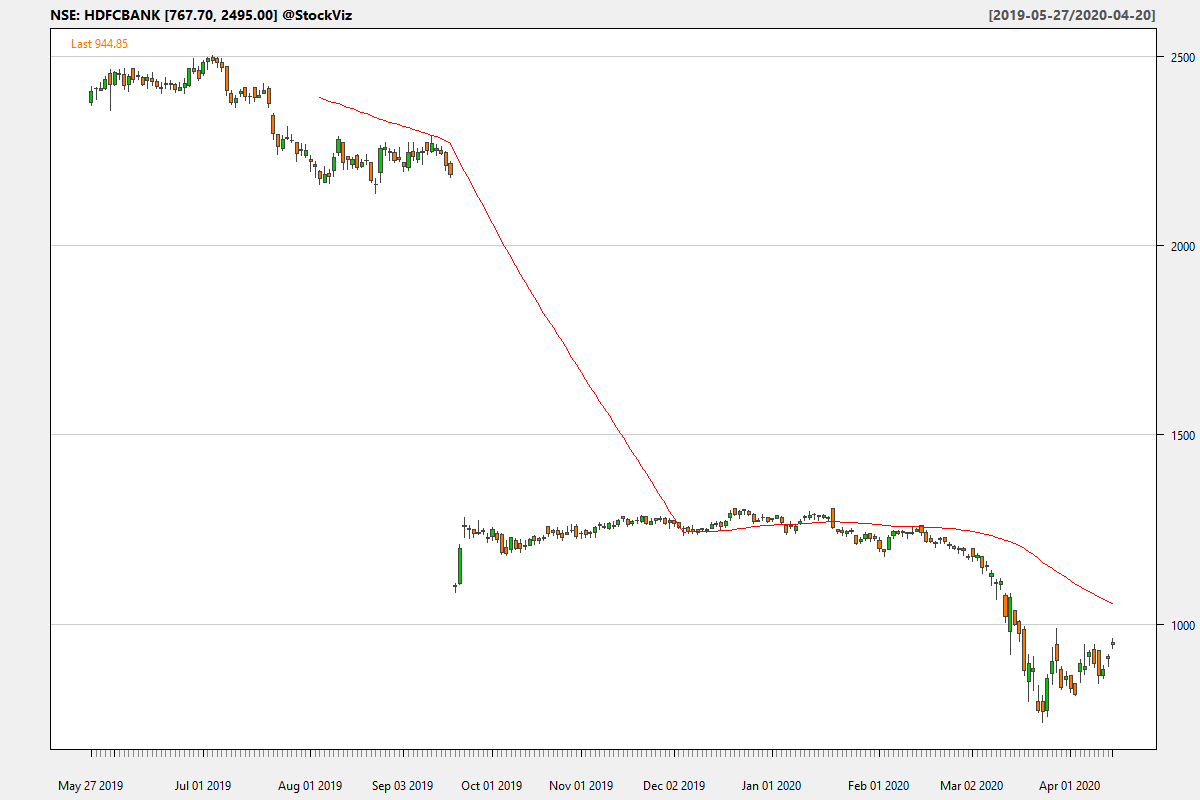 NSE: HDFCBANK [767.70, 2495.00] @StockViz [2019-05-27/2020-04-20]
Last 944.85
2500
2000
1500
1000
May 27 2019 Jul 01 2019 Aug 01 2019 Sep 03 2019 Oct 01 2019 Nov 01 2019 Dec 02 2019 Jan 01 2020 Feb 01 2020 Mar 02 2020 Apr 01 2020